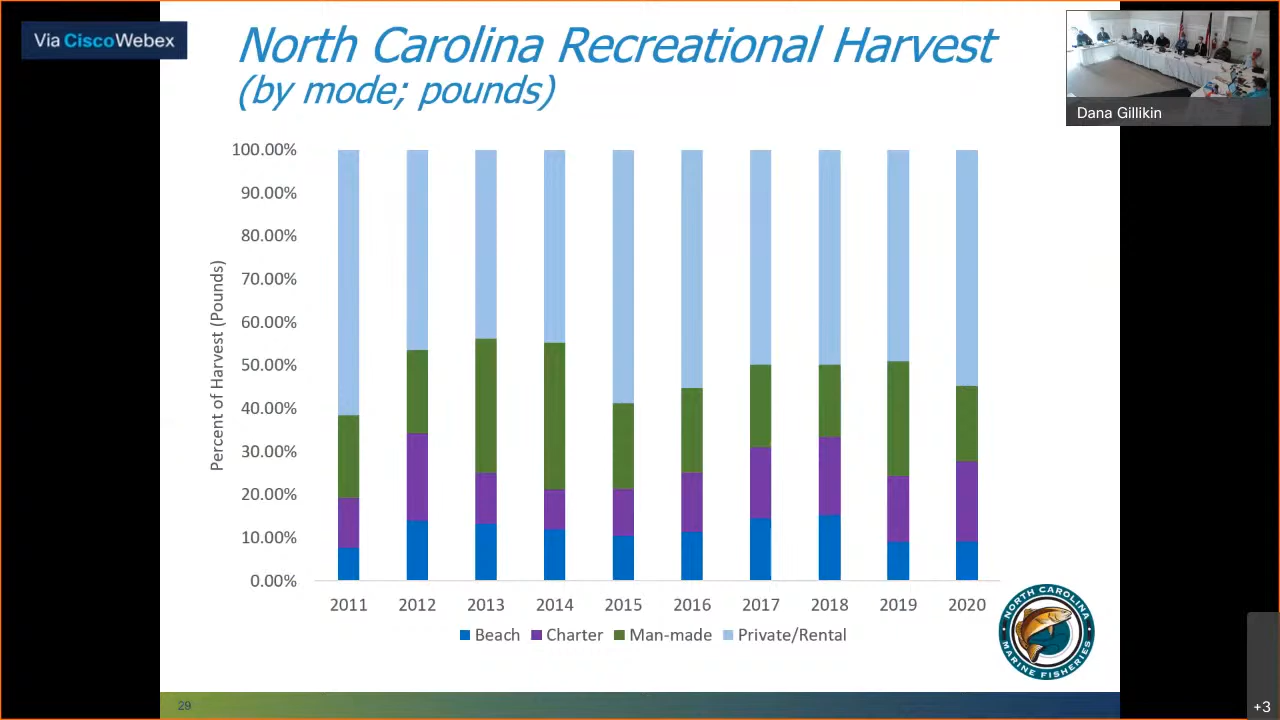 Via CiscoWebex
North Carolina Recreational Harvest
(by mode; pounds)
Dana Gillikin
Percent of Harvest (Pounds)
100.00%
90.00%
80.00%
70.00%
60.00%
50.00%
40.00%
30.00%
20.00%
10.00%
0.00%
2011 2012 2013 2014 2015 2016 2017 2018 2019 2020
Beach Charter Man-made Private/Rental
NORTH CAROLINA
MARINE FISHERIES
29
+3